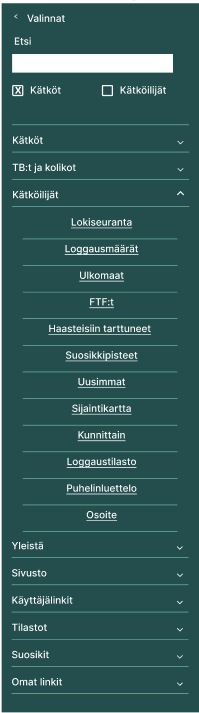 < Valinnat
Etsi
X Kätköt Kätköilijät
Kätköt
TB:t ja kolikot
Kätköilijät
Lokiseuranta
Loggausmäärät
Ulkomaat
FTF:t
Haasteisiin tarttuneet
Suosikkipisteet
Uusimmat
Sijaintikartta
Kunnittain
Loggaustilasto
Puhelinluettelo
Osoite
Yleistä
Sivusto
Käyttäjälinkit
Tilastot
Suosikit
Omat linkit